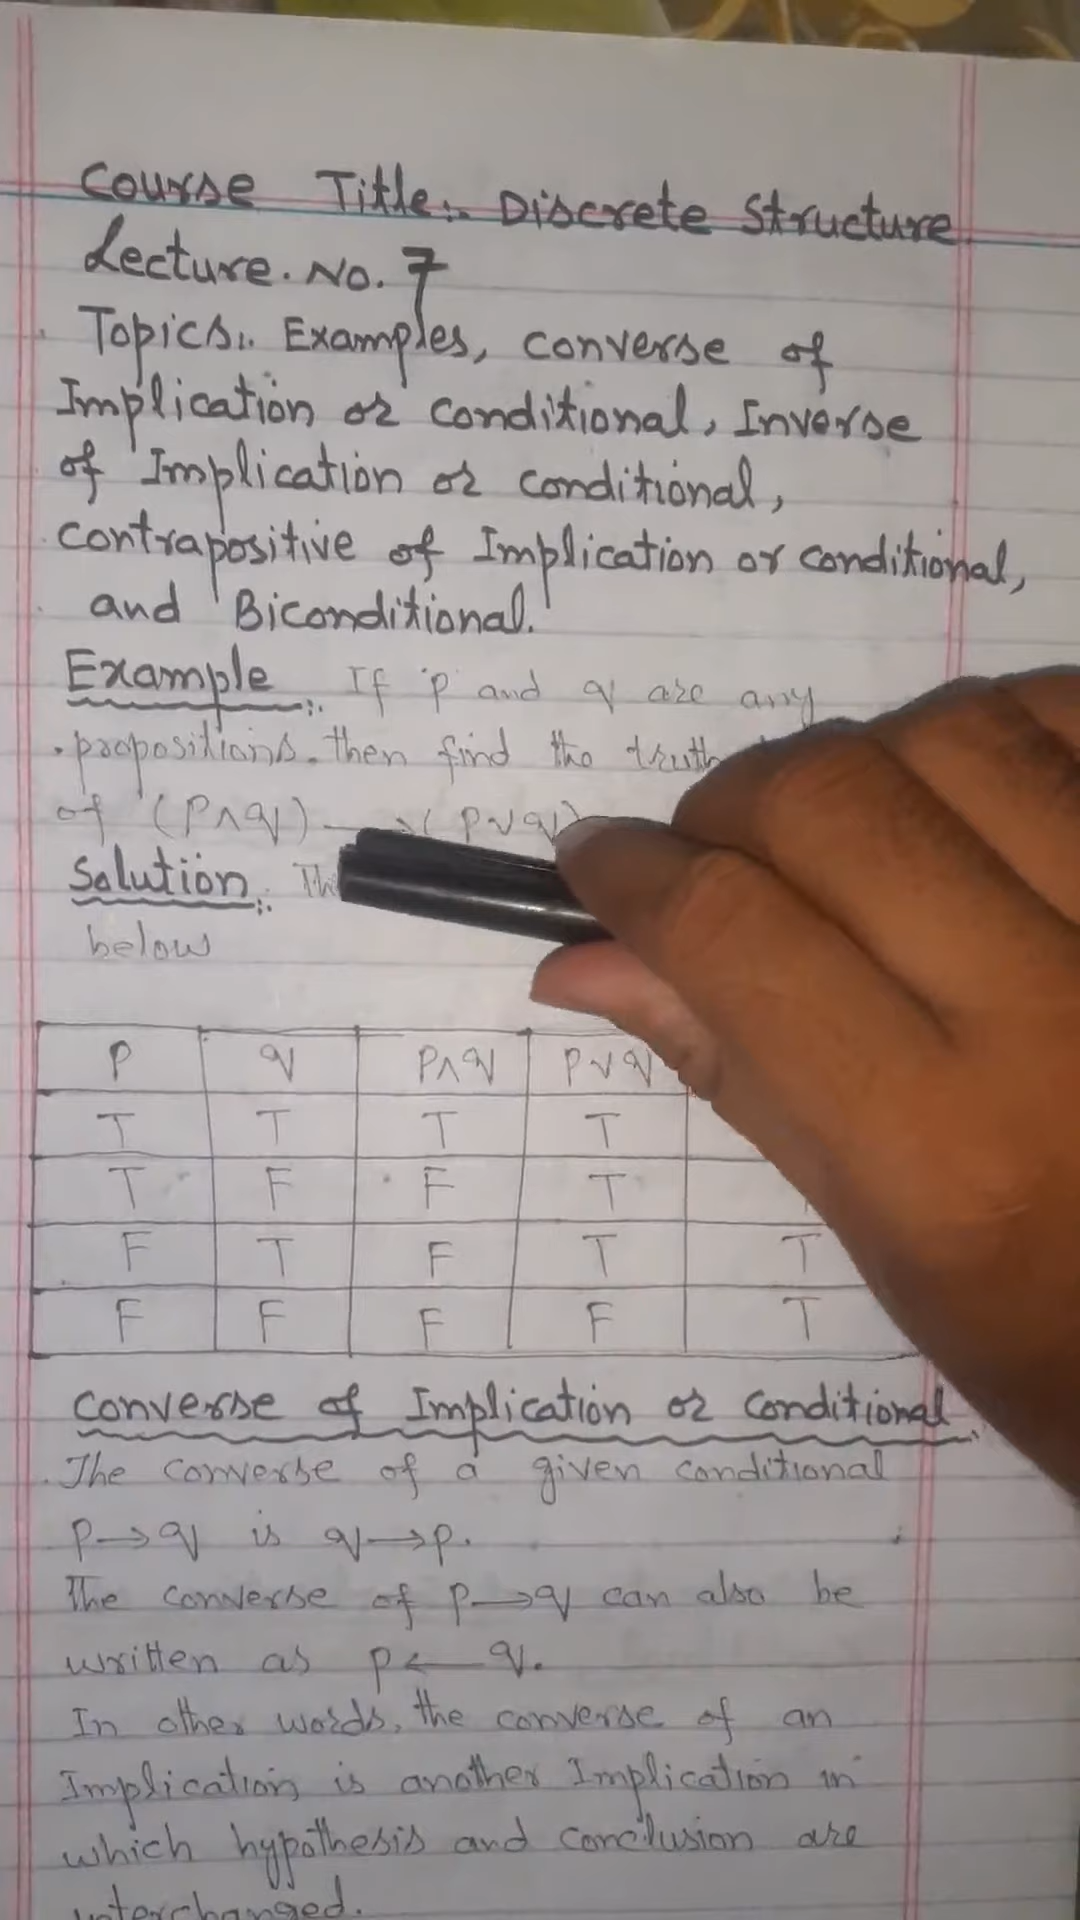 Course Title:. Discrete Structure
Lecture. No. 7
Topics:. Examples, converse of
Implication or conditional, Inverse
of Implication or conditional,
contrapositive of Implication or conditional,
and Biconditional.
Example:. If p and q are any
propositions. then find the truth
of (p∧q) → (p∨q)
Solution:.
below
p q p∧q p∨q
T T T T
T F F T
F T F T T
F F F F T
Converse of Implication or Conditional
The converse of a given conditional
p→q is q→p.
The converse of p→q can also be
written as p←q.
In other words, the converse of an
Implication is another Implication in
which hypothesis and conclusion are
interchanged.